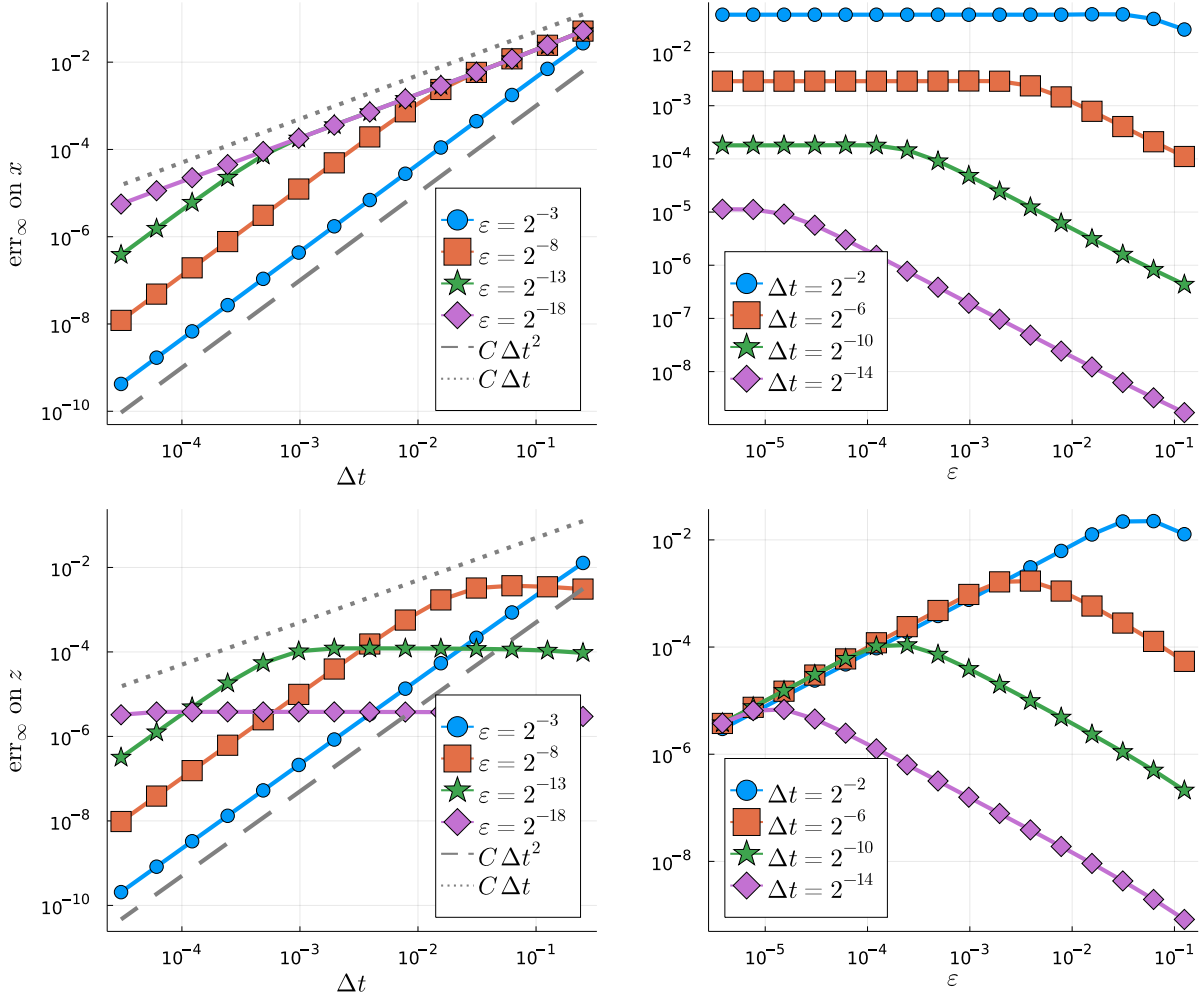 err∞ on x
10⁻²
10⁻⁴
10⁻⁶
10⁻⁸
10⁻¹⁰
10⁻⁴
10⁻³
10⁻²
10⁻¹
Δt
ε = 2⁻³
ε = 2⁻⁸
ε = 2⁻¹³
ε = 2⁻¹⁸
C Δt²
C Δt
10⁻²
10⁻³
10⁻⁴
10⁻⁵
10⁻⁶
10⁻⁷
10⁻⁸
10⁻⁵
10⁻⁴
10⁻³
10⁻²
10⁻¹
ε
Δt = 2⁻²
Δt = 2⁻⁶
Δt = 2⁻¹⁰
Δt = 2⁻¹⁴
err∞ on z
10⁻²
10⁻⁴
10⁻⁶
10⁻⁸
10⁻¹⁰
10⁻⁴
10⁻³
10⁻²
10⁻¹
Δt
ε = 2⁻³
ε = 2⁻⁸
ε = 2⁻¹³
ε = 2⁻¹⁸
C Δt²
C Δt
10⁻²
10⁻⁴
10⁻⁶
10⁻⁸
10⁻⁵
10⁻⁴
10⁻³
10⁻²
10⁻¹
ε
Δt = 2⁻²
Δt = 2⁻⁶
Δt = 2⁻¹⁰
Δt = 2⁻¹⁴